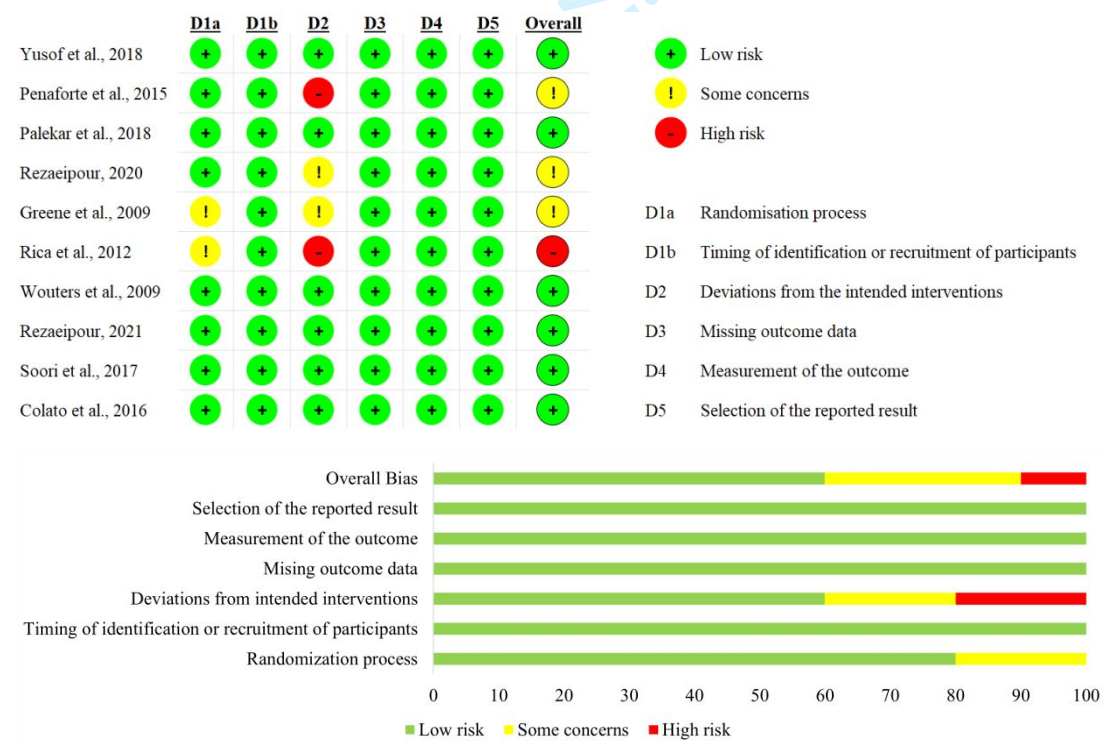 D1a D1b D2 D3 D4 D5 Overall
Yusof et al., 2018 + + + + + + +
Penaforte et al., 2015 + + - + + + !
Palekar et al., 2018 + + + + + + +
Rezaeipour, 2020 + + ! + + + !
Greene et al., 2009 ! + ! + + + !
Rica et al., 2012 ! + - + + + -
Wouters et al., 2009 + + + + + + +
Rezaeipour, 2021 + + + + + + +
Soori et al., 2017 + + + + + + +
Colato et al., 2016 + + + + + + +
+ Low risk
! Some concerns
- High risk
D1a Randomisation process
D1b Timing of identification or recruitment of participants
D2 Deviations from the intended interventions
D3 Missing outcome data
D4 Measurement of the outcome
D5 Selection of the reported result
Overall Bias
Selection of the reported result
Measurement of the outcome
Mising outcome data
Deviations from intended interventions
Timing of identification or recruitment of participants
Randomization process
0 10 20 30 40 50 60 70 80 90 100
Low risk Some concerns High risk